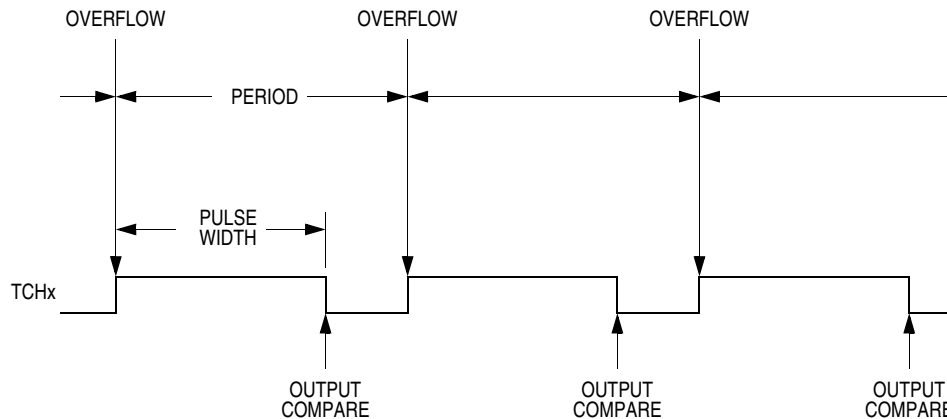 OVERFLOW OVERFLOW OVERFLOW
PERIOD
PULSE
WIDTH
TCHx
OUTPUT
COMPARE
OUTPUT
COMPARE
OUTPUT
COMPARE